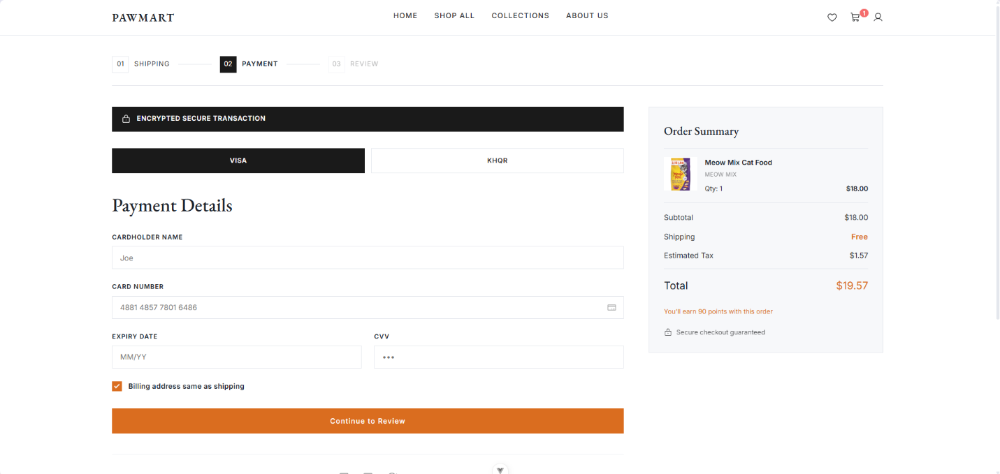 PAWMART
HOME SHOP ALL COLLECTIONS ABOUT US
1
01 SHIPPING 02 PAYMENT 03 REVIEW
ENCRYPTED SECURE TRANSACTION
VISA KHQR
Payment Details
CARDHOLDER NAME
Joe
CARD NUMBER
4881 4857 7801 6486
EXPIRY DATE CVV
MM/YY •••
Billing address same as shipping
Continue to Review
Order Summary
Meow Mix Cat Food
MEOW MIX
Qty: 1 $18.00
Subtotal $18.00
Shipping Free
Estimated Tax $1.57
Total $19.57
You'll earn 90 points with this order
Secure checkout guaranteed